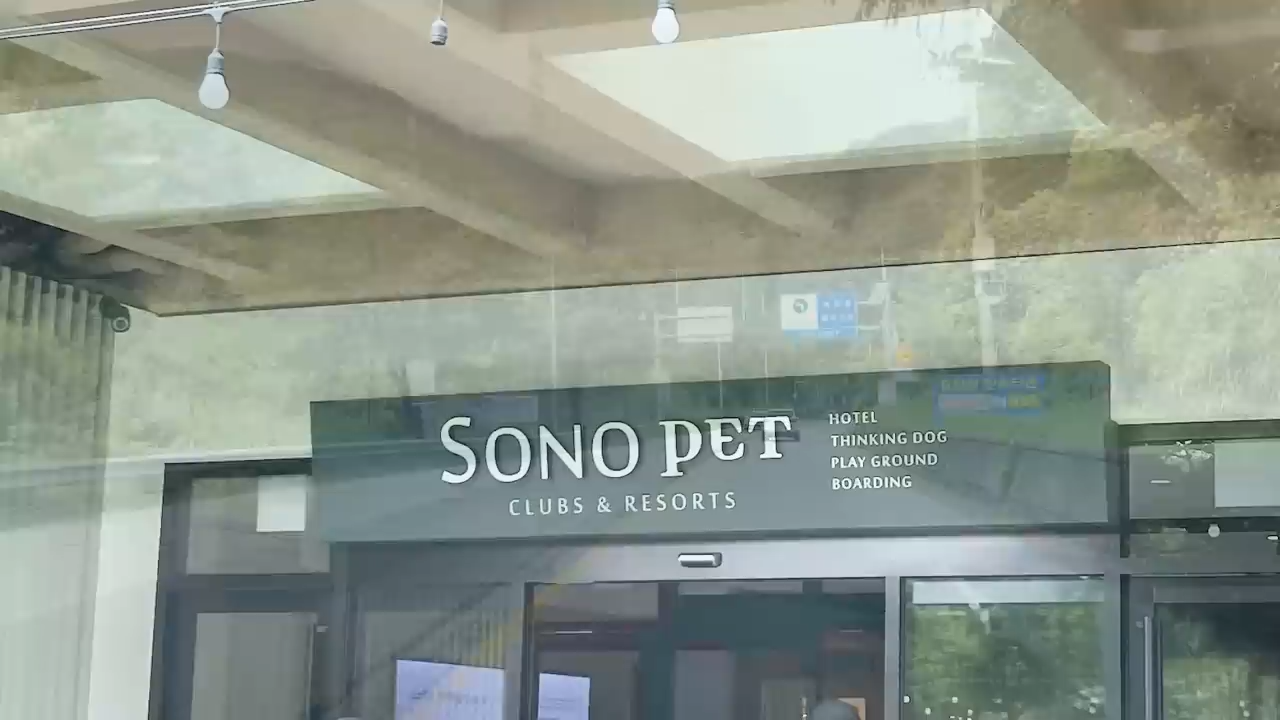 SONO PET
CLUBS & RESORTS
HOTEL
THINKING DOG
PLAY GROUND
BOARDING